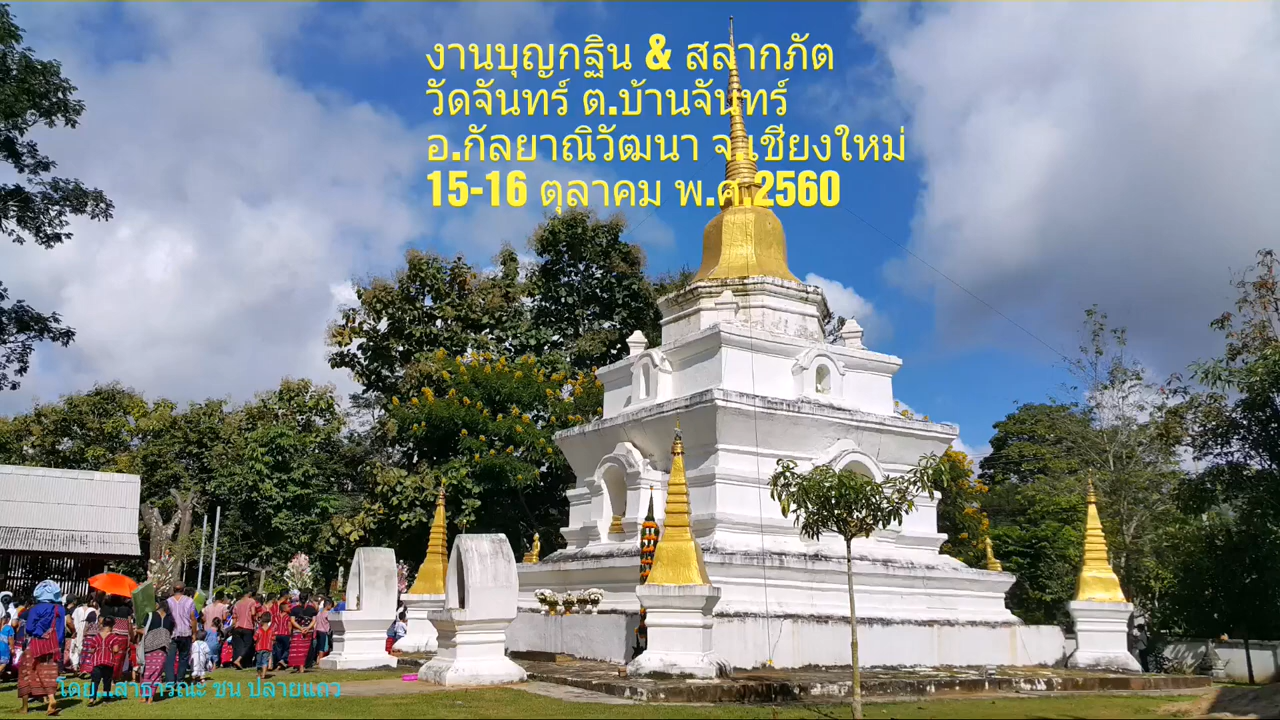 งานบุญกฐิน & สลากภัต
วัดจันทร์ ต.บ้านจันทร์
อ.กัลยาณิวัฒนา จ.เชียงใหม่
15-16 ตุลาคม พ.ศ.2560
โดย...สาธารณะ ชน ปลายแถว